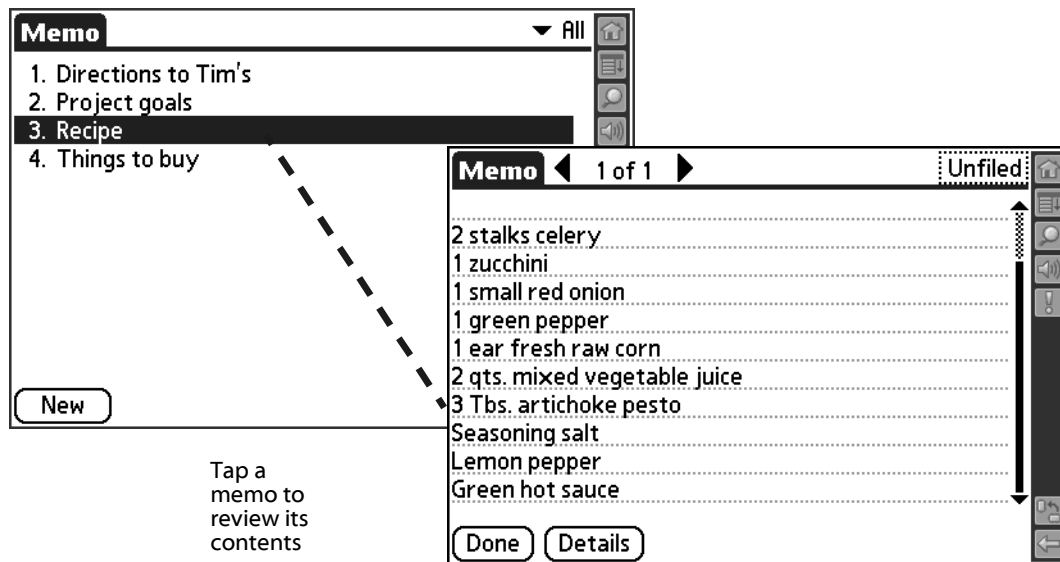 Memo All
1. Directions to Tim's
2. Project goals
3. Recipe
4. Things to buy
New
Tap a
memo to
review its
contents
Memo 1 of 1 Unfiled
2 stalks celery
1 zucchini
1 small red onion
1 green pepper
1 ear fresh raw corn
2 qts. mixed vegetable juice
3 Tbs. artichoke pesto
Seasoning salt
Lemon pepper
Green hot sauce
Done Details